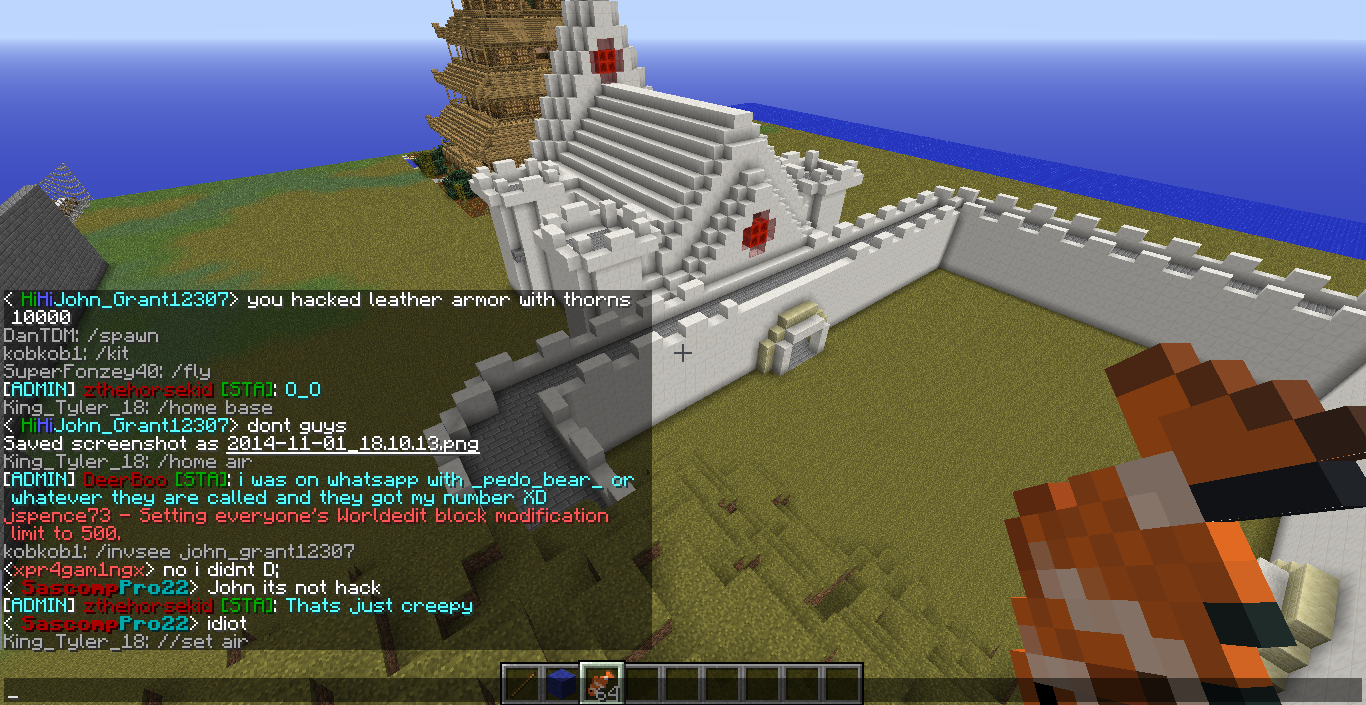 < HiHiJohn_Grant12307> you hacked leather armor with thorns
10000
DanTDM: /spawn
kobkob1: /kit
SuperFonzey40: /fly
[ADMIN] zthehorsekid [STA]: O_O
King_Tyler_18: /home base
< HiHiJohn_Grant12307> dont guys
Saved screenshot as 2014-11-01_18.10.13.png
King_Tyler_18: /home air
[ADMIN] DeerBoo [STA]: i was on whatsapp with _pedo_bear_ or
whatever they are called and they got my number XD
jspence73 - Setting everyone's Worldedit block modification
limit to 500.
kobkob1: /invsee john_grant12307
<xpr4gam1ngx> no i didnt D;
< SascompPro22> John its not hack
[ADMIN] zthehorsekid [STA]: Thats just creepy
< SascompPro22> idiot
King_Tyler_18: //set air
64
_